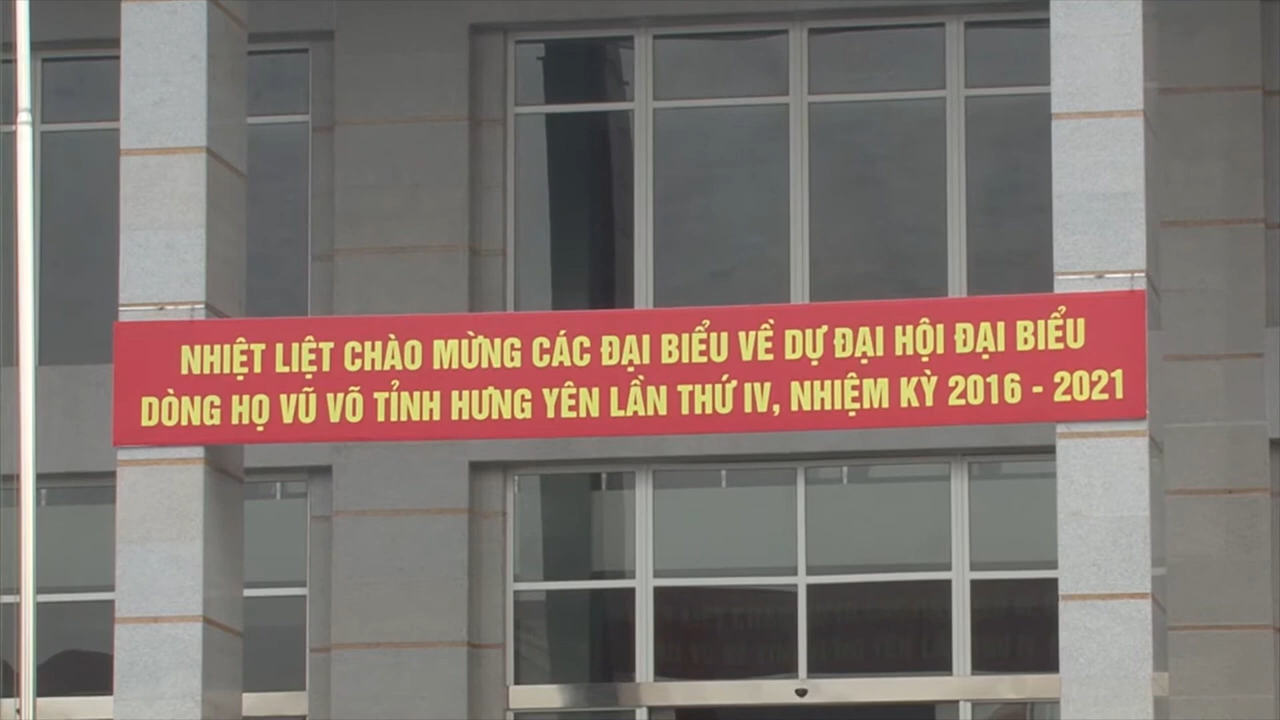 NHIỆT LIỆT CHÀO MỪNG CÁC ĐẠI BIỂU VỀ DỰ ĐẠI HỘI ĐẠI BIỂU
DÒNG HỌ VŨ VÕ TỈNH HƯNG YÊN LẦN THỨ IV, NHIỆM KỲ 2016 - 2021